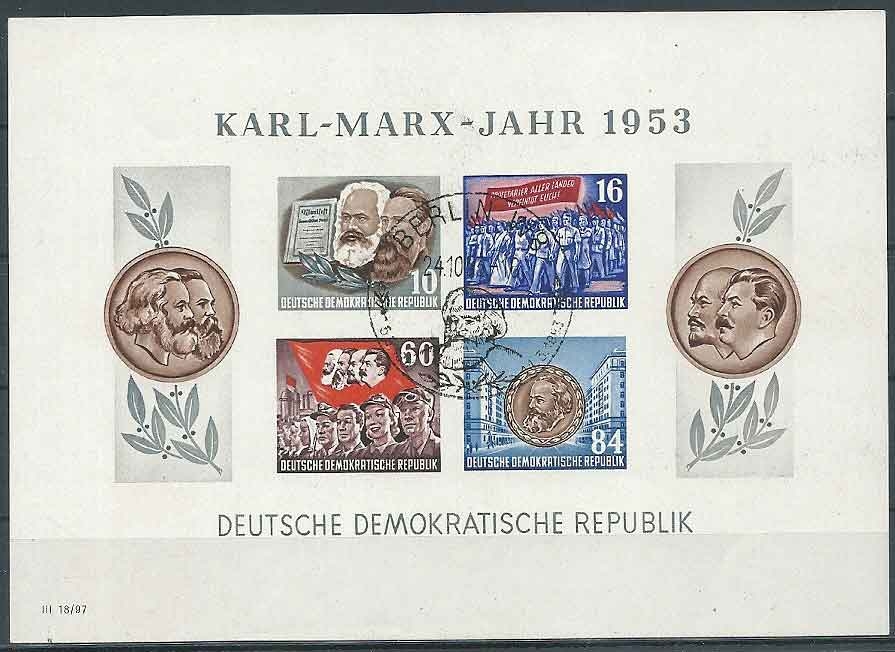 KARL-MARX-JAHR 1953
10
DEUTSCHE DEMOKRATISCHE REPUBLIK
PROLETARIER ALLER LÄNDER
VEREINIGT EUCH!
16
DEUTSCHE DEMOKRATISCHE REPUBLIK
BERLIN
24.10
60
DEUTSCHE DEMOKRATISCHE REPUBLIK
84
DEUTSCHE DEMOKRATISCHE REPUBLIK
DEUTSCHE DEMOKRATISCHE REPUBLIK
III 18/97